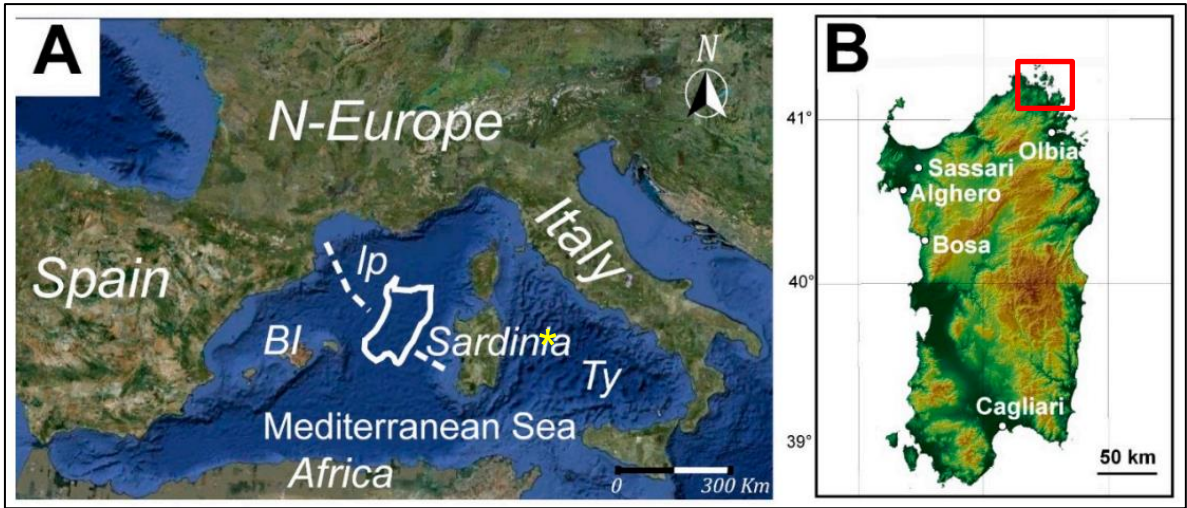 A
N
N-Europe
Italy
Spain
Ip
BI
Sardinia
*
Ty
Mediterranean Sea
Africa
0 300 Km
B
41°
Olbia
Sassari
Alghero
Bosa
40°
Cagliari
39°
50 km